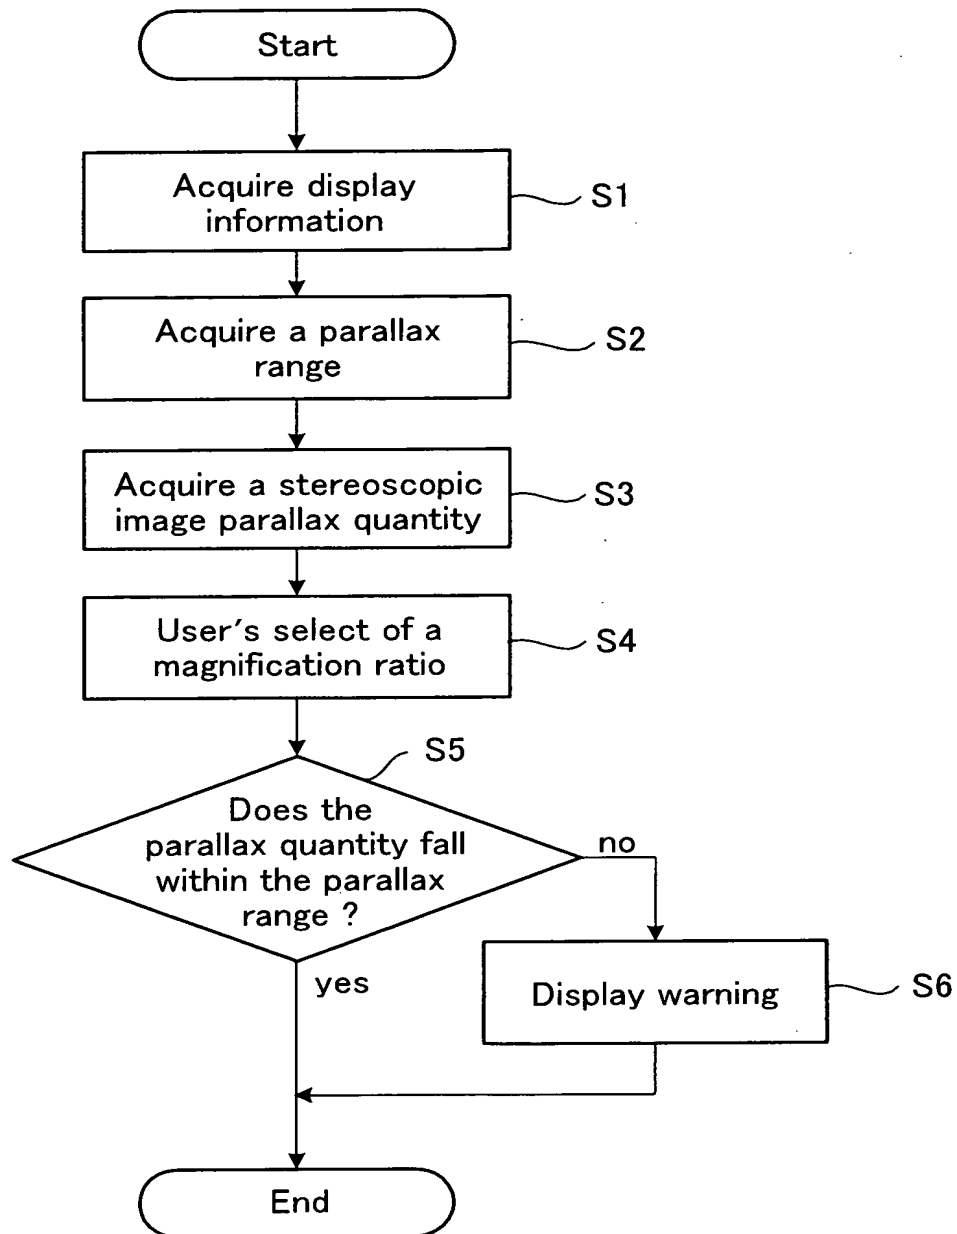 Start
Acquire display
information
S1
Acquire a parallax
range
S2
Acquire a stereoscopic
image parallax quantity
S3
User's select of a
magnification ratio
S4
S5
Does the
parallax quantity fall
within the parallax
range ?
no
yes
Display warning
S6
End